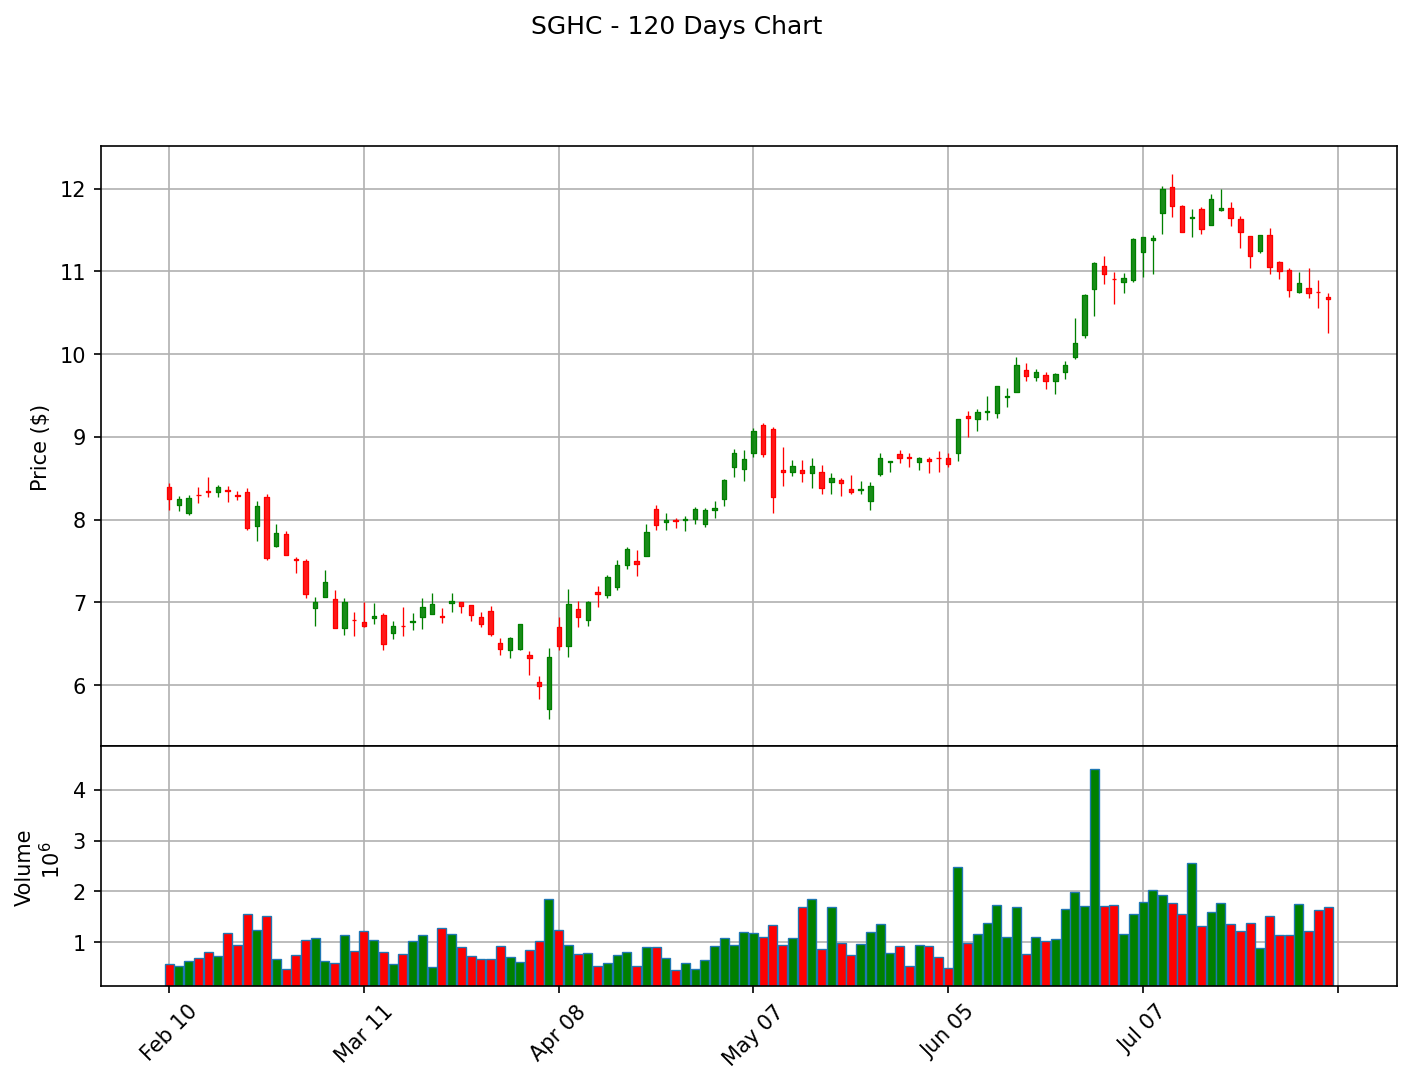 SGHC - 120 Days Chart
12
11
10
9
8
7
6
Price ($)
4
3
2
1
Volume
10⁶
Feb 10
Mar 11
Apr 08
May 07
Jun 05
Jul 07